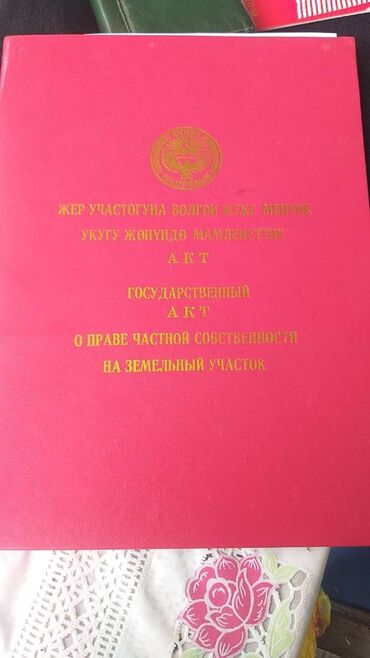 ЖЕР УЧАСТОГУНА БОЛГОН ЖЕКЕ МЕНЧИК
УКУГУ ЖӨНҮНДӨ МАМЛЕКЕТТИК
АКТ
ГОСУДАРСТВЕННЫЙ
АКТ
О ПРАВЕ ЧАСТНОЙ СОБСТВЕННОСТИ
НА ЗЕМЕЛЬНЫЙ УЧАСТОК